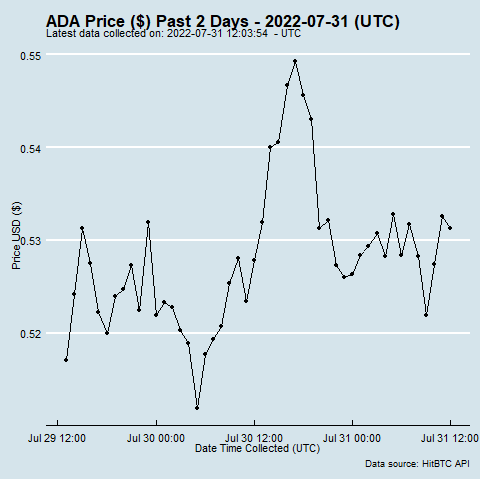 ADA Price ($) Past 2 Days - 2022-07-31 (UTC)
Latest data collected on: 2022-07-31 12:03:54 - UTC
0.55
0.54
0.53
0.52
Price USD ($)
Jul 29 12:00
Jul 30 00:00
Jul 30 12:00
Jul 31 00:00
Jul 31 12:00
Date Time Collected (UTC)
Data source: HitBTC API